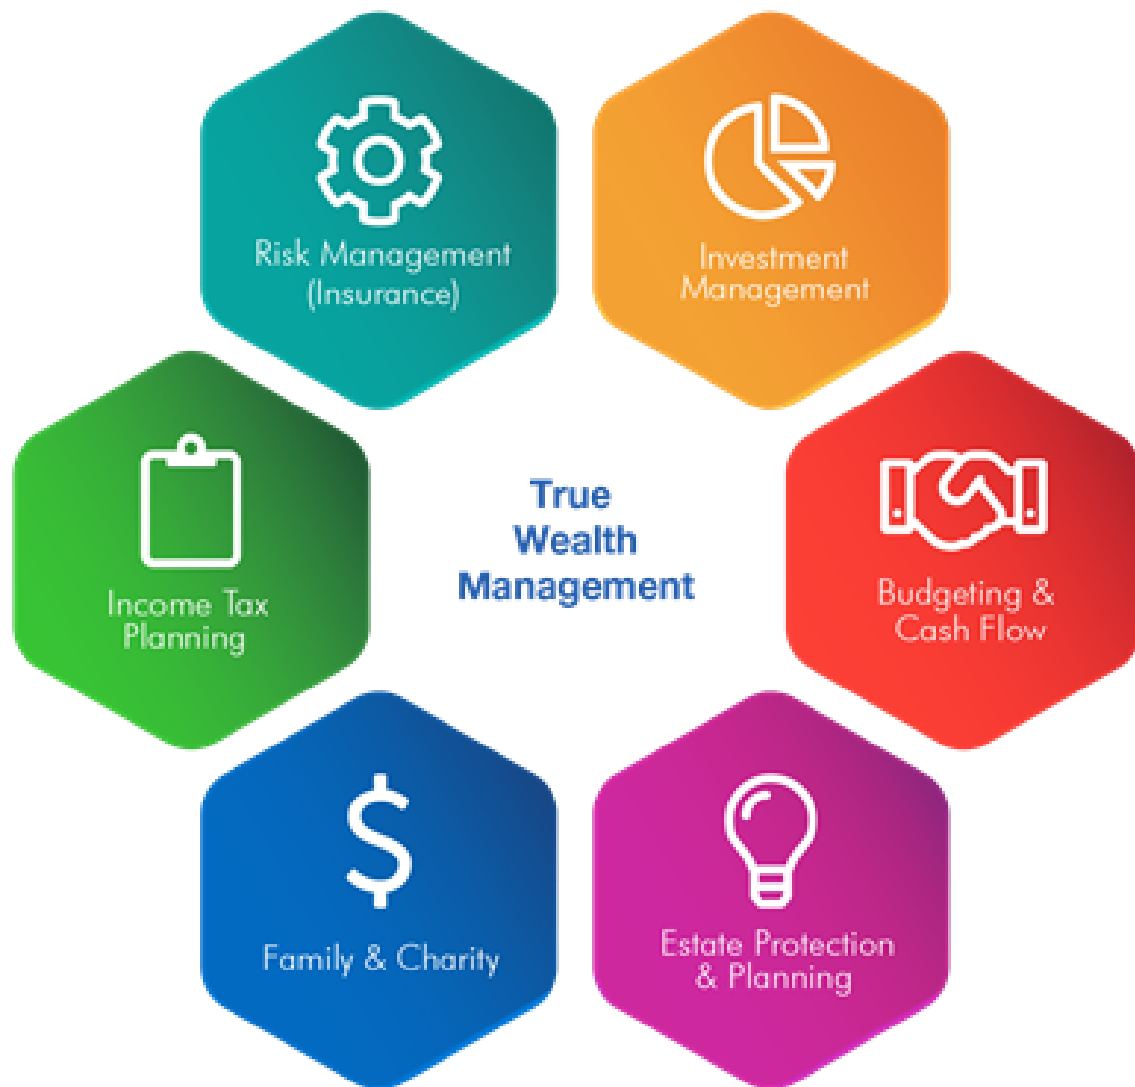 Risk Management
(Insurance)
Investment
Management
Income Tax
Planning
True
Wealth
Management
Budgeting &
Cash Flow
$
Family & Charity
Estate Protection
& Planning